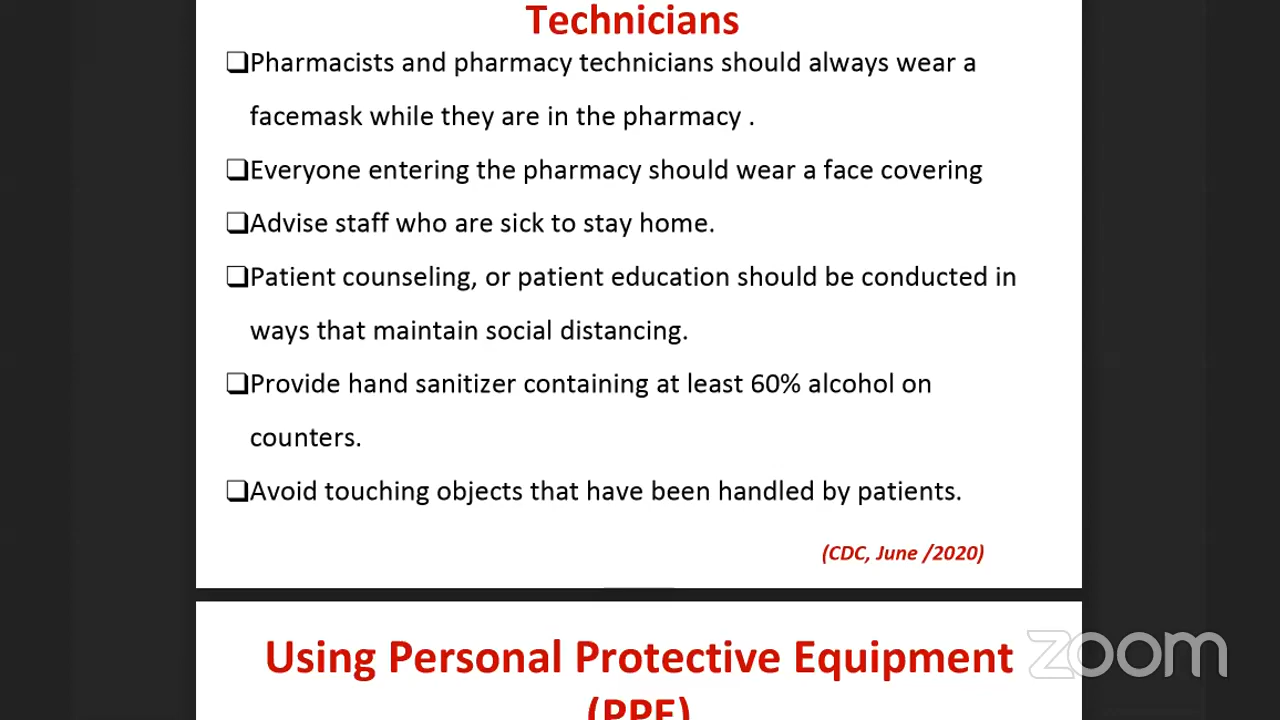 Technicians
❑Pharmacists and pharmacy technicians should always wear a
facemask while they are in the pharmacy .
❑Everyone entering the pharmacy should wear a face covering
❑Advise staff who are sick to stay home.
❑Patient counseling, or patient education should be conducted in
ways that maintain social distancing.
❑Provide hand sanitizer containing at least 60% alcohol on
counters.
❑Avoid touching objects that have been handled by patients.
(CDC, June /2020)
Using Personal Protective Equipment
(PPE)
zoom